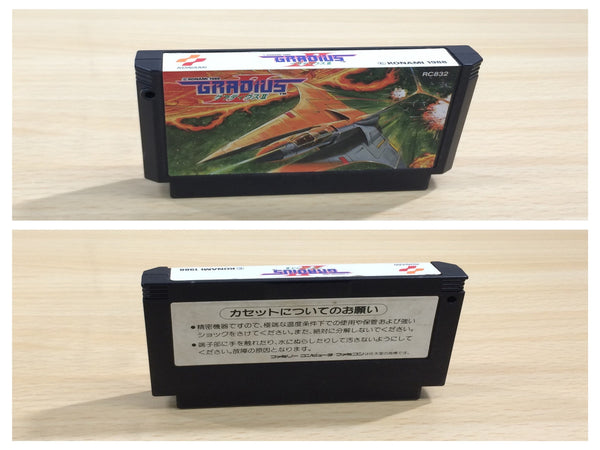 KONAMI
GRADIUS II
© KONAMI 1988
© KONAMI 1988
RC832
GRADIUS II
TM
グラディウスII
© KONAMI 1988
GRADIUS II
KONAMI
カセットについてのお願い
●精密機器ですので、極端な温度条件下での使用や保管および強い
ショックをさけてください。また、絶対に分解しないでください。
●端子部に手を触れたり、水にぬらしたりして汚さないようにして
ください。故障の原因となります。
ファミリーコンピュータ ファミコンは任天堂の商標です。